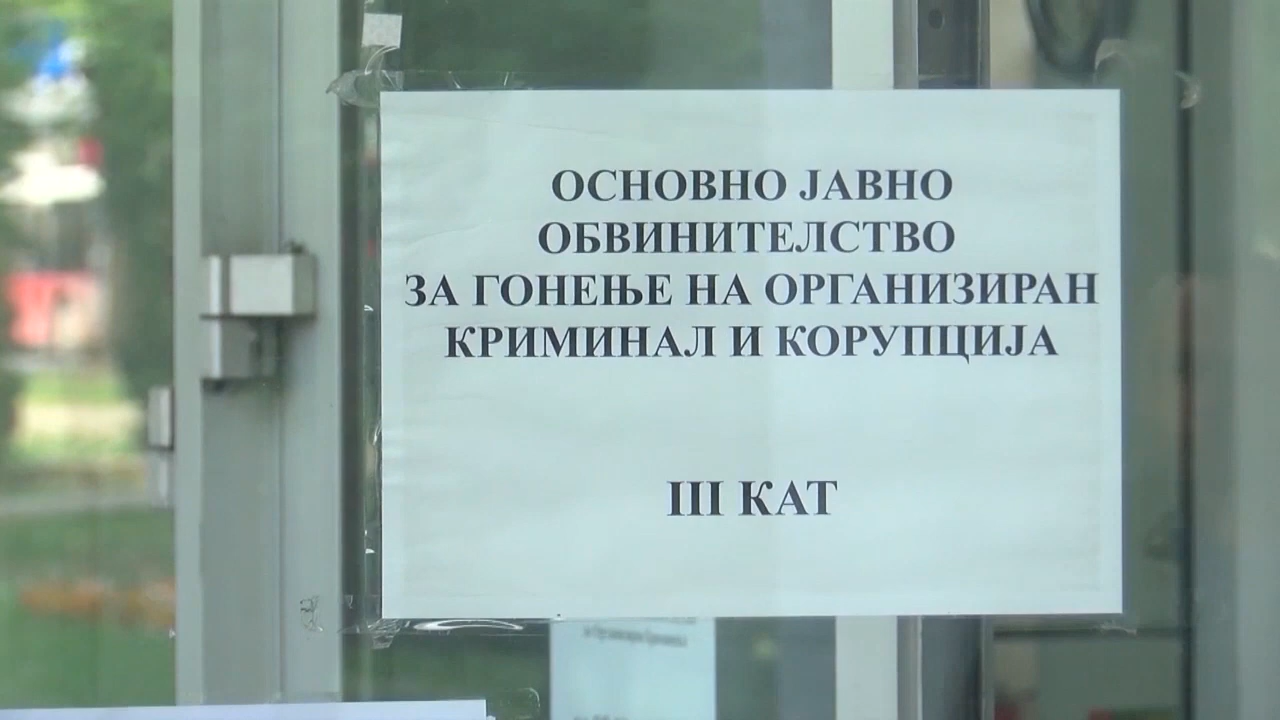 ОСНОВНО ЈАВНО
ОБВИНИТЕЛСТВО
ЗА ГОНЕЊЕ НА ОРГАНИЗИРАН
КРИМИНАЛ И КОРУПЦИЈА
III КАТ